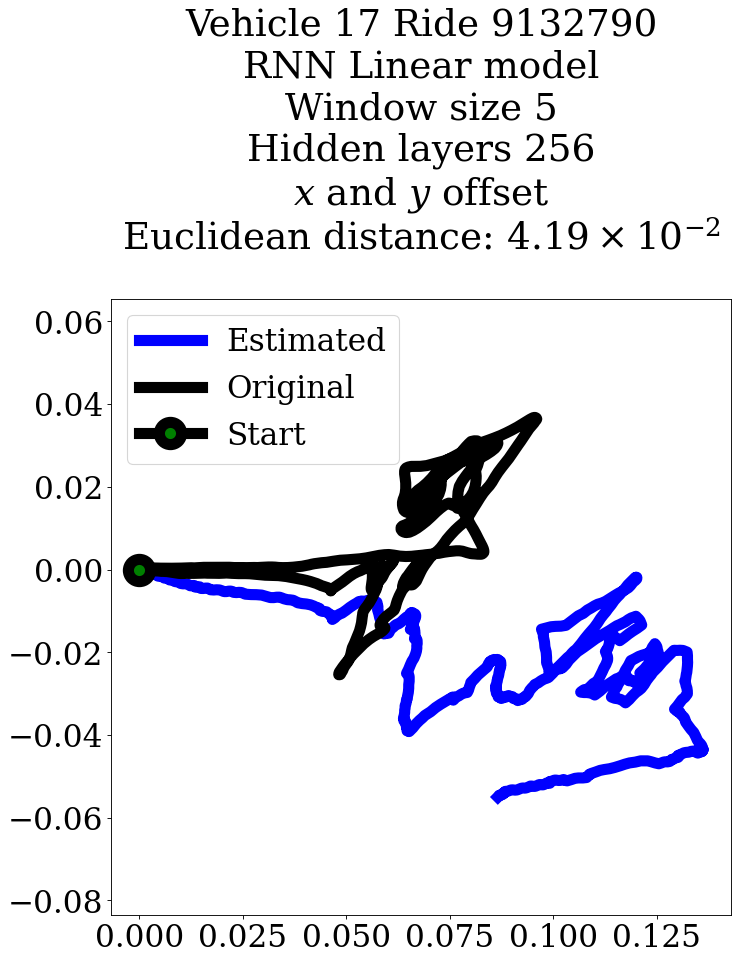 Vehicle 17 Ride 9132790
RNN Linear model
Window size 5
Hidden layers 256
x and y offset
Euclidean distance: 4.19 × 10⁻²
Estimated
Original
Start
0.06
0.04
0.02
0.00
−0.02
−0.04
−0.06
−0.08
0.000 0.025 0.050 0.075 0.100 0.125